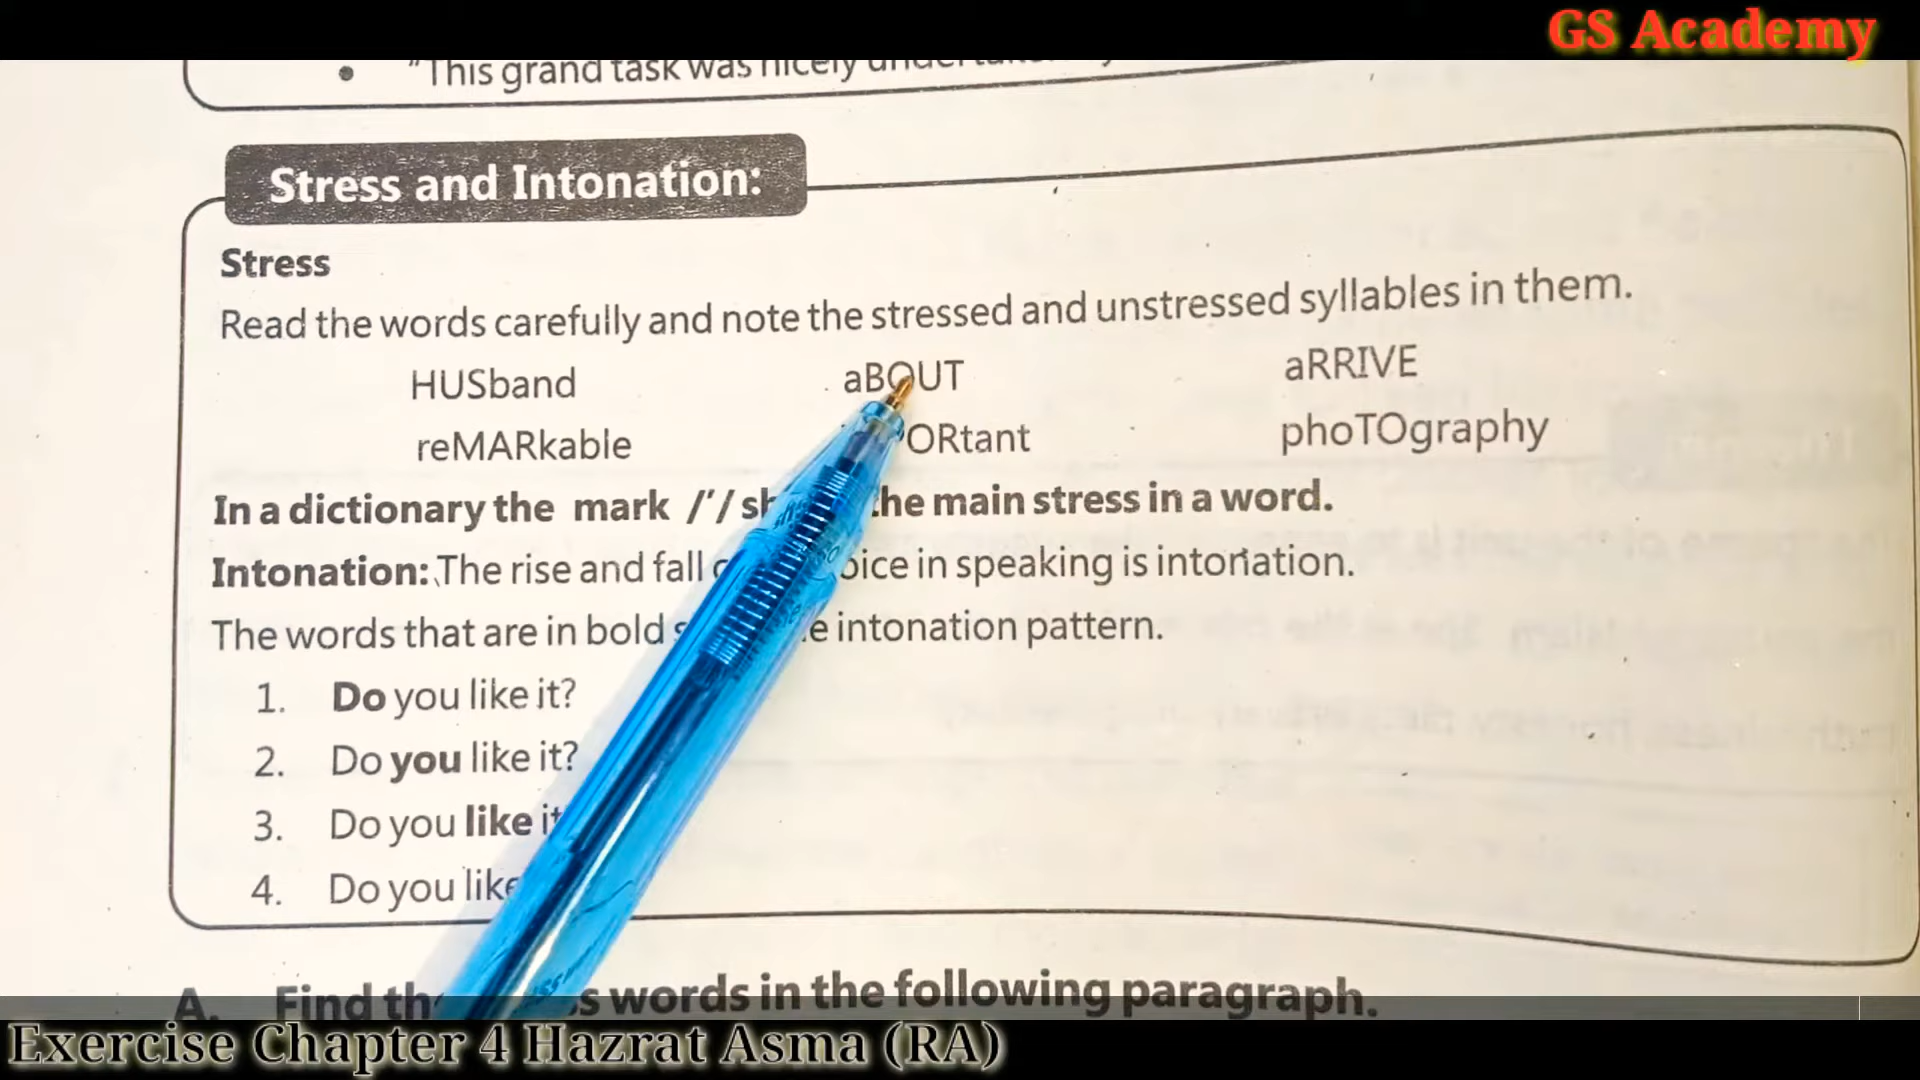 GS Academy
"This grand task was nicely
Stress and Intonation:
Stress
Read the words carefully and note the stressed and unstressed syllables in them.
HUSband aBOUT aRRIVE
reMARkable ORtant phoTOgraphy
In a dictionary the mark /'/ the main stress in a word.
Intonation: The rise and fall in speaking is intonation.
The words that are in bold intonation pattern.
1. Do you like it?
2. Do you like it?
3. Do you like it
4. Do you like
A. Find words in the following paragraph.
Exercise Chapter 4 Hazrat Asma (RA)